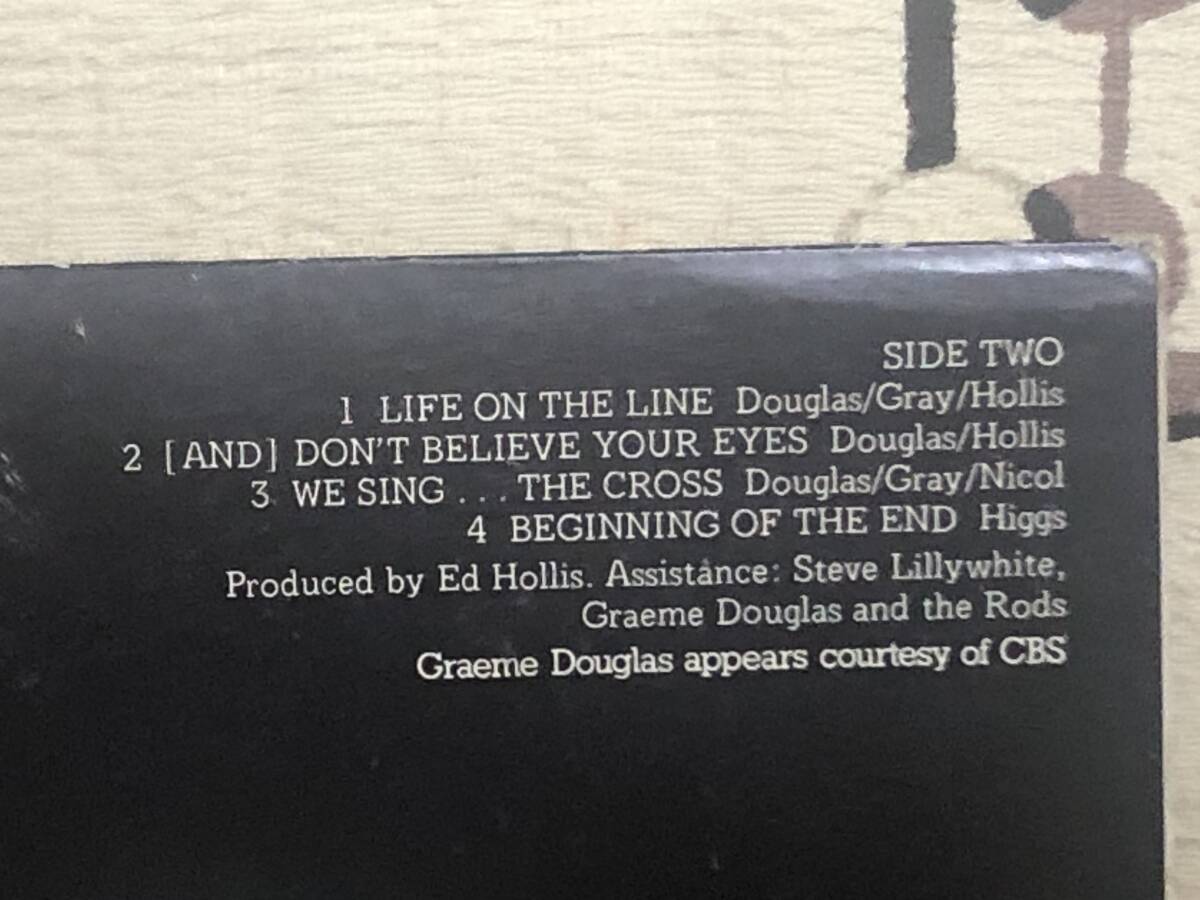 SIDE TWO
1 LIFE ON THE LINE Douglas/Gray/Hollis
2 [AND] DON'T BELIEVE YOUR EYES Douglas/Hollis
3 WE SING ... THE CROSS Douglas/Gray/Nicol
4 BEGINNING OF THE END Higgs
Produced by Ed Hollis. Assistance: Steve Lillywhite,
Graeme Douglas and the Rods
Graeme Douglas appears courtesy of CBS